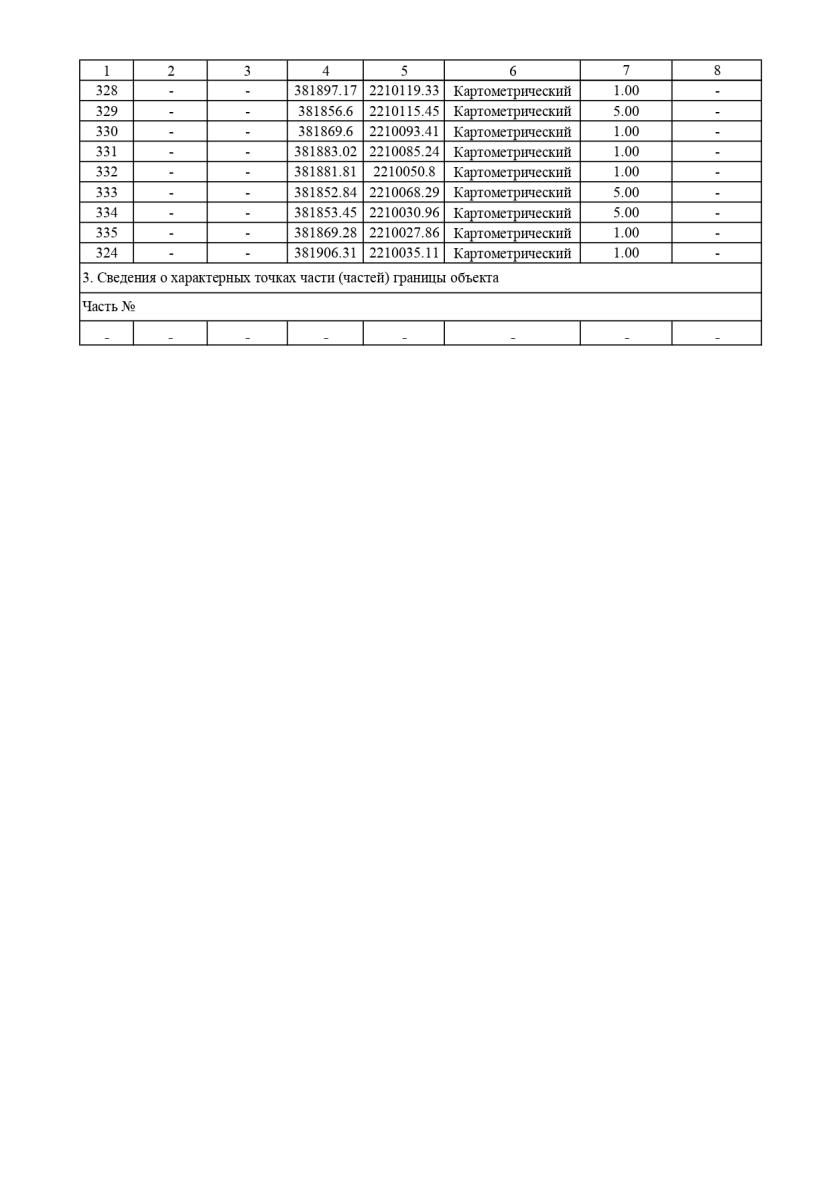 1 2 3 4 5 6 7 8
328 - - 381897.17 2210119.33 Картометрический 1.00 -
329 - - 381856.6 2210115.45 Картометрический 5.00 -
330 - - 381869.6 2210093.41 Картометрический 1.00 -
331 - - 381883.02 2210085.24 Картометрический 1.00 -
332 - - 381881.81 2210050.8 Картометрический 1.00 -
333 - - 381852.84 2210068.29 Картометрический 5.00 -
334 - - 381853.45 2210030.96 Картометрический 5.00 -
335 - - 381869.28 2210027.86 Картометрический 1.00 -
324 - - 381906.31 2210035.11 Картометрический 1.00 -
3. Сведения о характерных точках части (частей) границы объекта
Часть №
- - - - - - - -